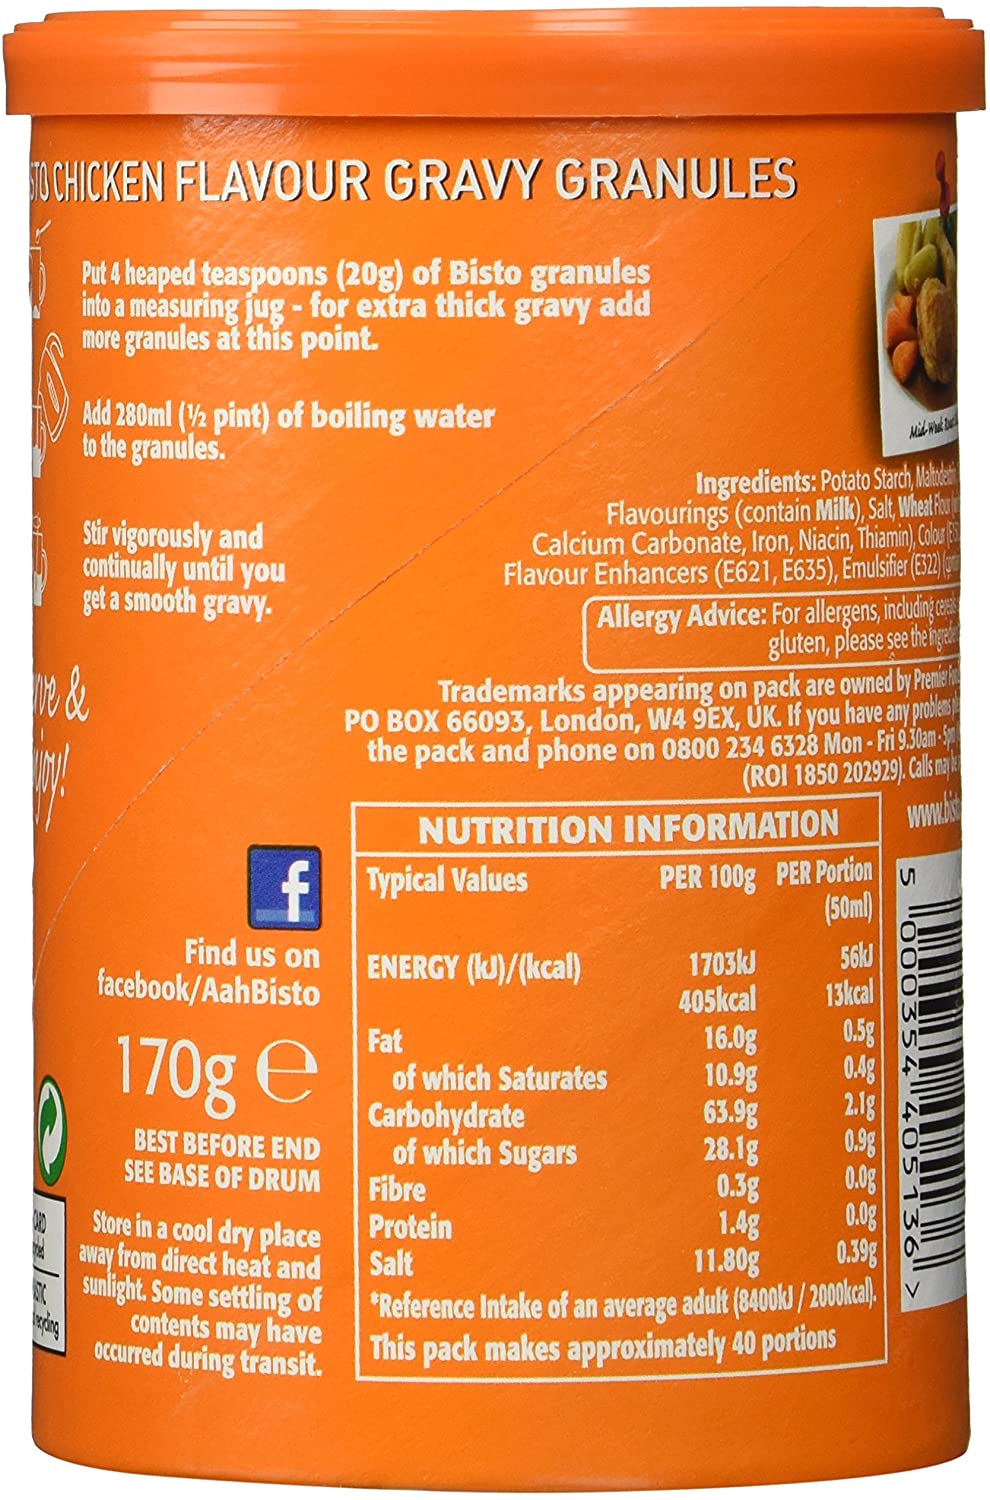 CHICKEN FLAVOUR GRAVY GRANULES
Put 4 heaped teaspoons (20g) of Bisto granules
into a measuring jug - for extra thick gravy add
more granules at this point.
Add 280ml (½ pint) of boiling water
to the granules.
Stir vigorously and
continually until you
get a smooth gravy.
&
Mid-Week Roast
Ingredients: Potato Starch,
Flavourings (contain Milk), Salt, Wheat Flour
Calcium Carbonate, Iron, Niacin, Thiamin), Colour
Flavour Enhancers (E621, E635), Emulsifier (E322)
Allergy Advice: For allergens, including
gluten, please see the
Trademarks appearing on pack are owned by Premier
PO BOX 66093, London, W4 9EX, UK. If you have any problems
the pack and phone on 0800 234 6328 Mon - Fri 9.30am - 5pm
(ROI 1850 202929). Calls may be
NUTRITION INFORMATION
Typical Values PER 100g PER Portion
(50ml)
ENERGY (kJ)/(kcal) 1703kJ 56kJ
405kcal 13kcal
Fat 16.0g 0.5g
of which Saturates 10.9g 0.4g
Carbohydrate 63.9g 2.1g
of which Sugars 28.1g 0.9g
Fibre 0.3g 0.0g
Protein 1.4g 0.0g
Salt 11.80g 0.39g
*Reference Intake of an average adult (8400kJ / 2000kcal).
This pack makes approximately 40 portions
f
Find us on
facebook/AahBisto
170g e
BEST BEFORE END
SEE BASE OF DRUM
Store in a cool dry place
away from direct heat and
sunlight. Some settling of
contents may have
occurred during transit.
5 000354 405136 >